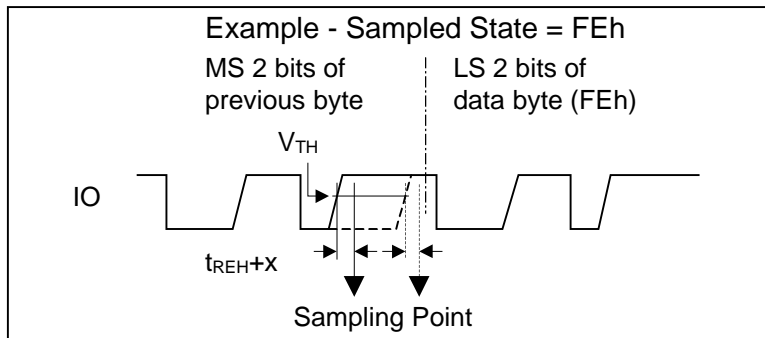 Example - Sampled State = FEh
MS 2 bits of
previous byte
LS 2 bits of
data byte (FEh)
VTH
IO
tREH+x
Sampling Point